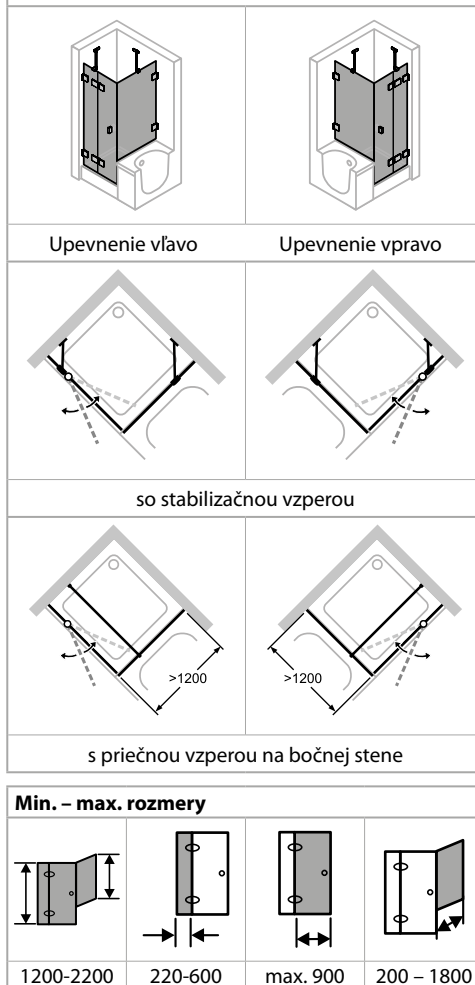 Upevnenie vľavo
Upevnenie vpravo
so stabilizačnou vzperou
>1200
>1200
s priečnou vzperou na bočnej stene
Min. – max. rozmery
1200-2200
220-600
max. 900
200 – 1800